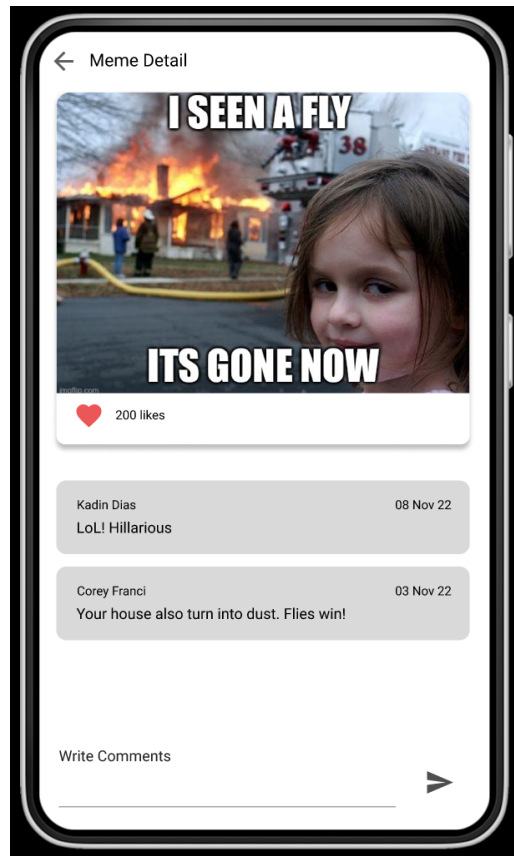 Meme Detail
I SEEN A FLY
38
ITS GONE NOW
imgflip.com
200 likes
Kadin Dias
08 Nov 22
LoL! Hillarious
Corey Franci
03 Nov 22
Your house also turn into dust. Flies win!
Write Comments